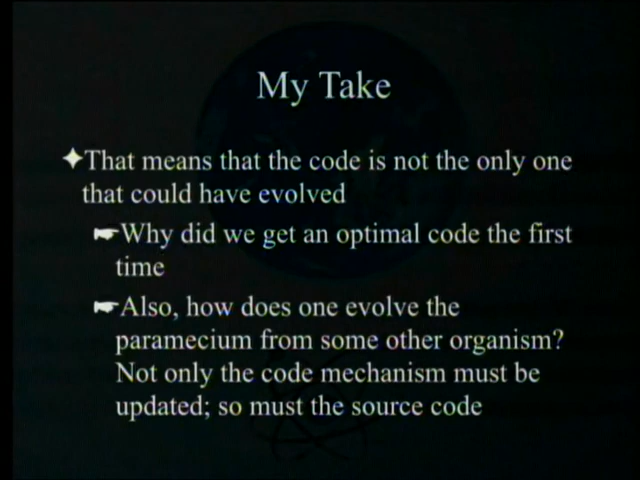 My Take
That means that the code is not the only one
that could have evolved
Why did we get an optimal code the first
time
Also, how does one evolve the
paramecium from some other organism?
Not only the code mechanism must be
updated; so must the source code